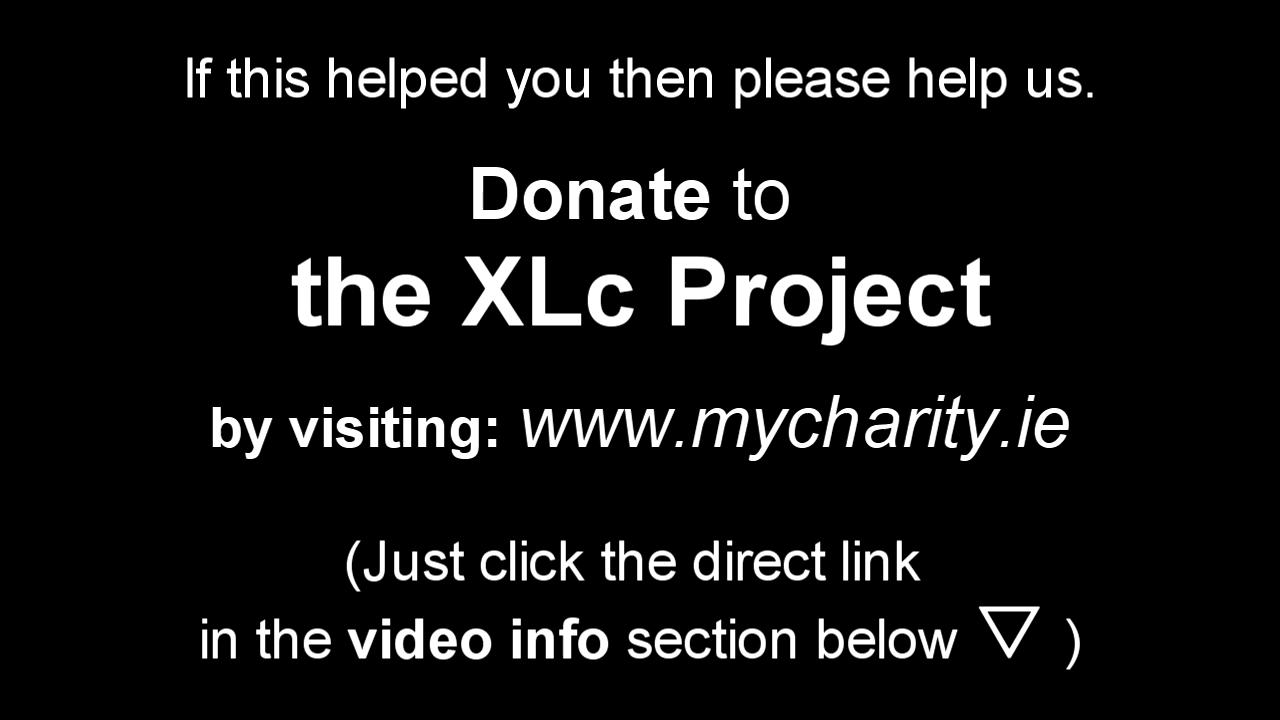 If this helped you then please help us.
Donate to
the XLc Project
by visiting: www.mycharity.ie
(Just click the direct link
in the video info section below ▽ )